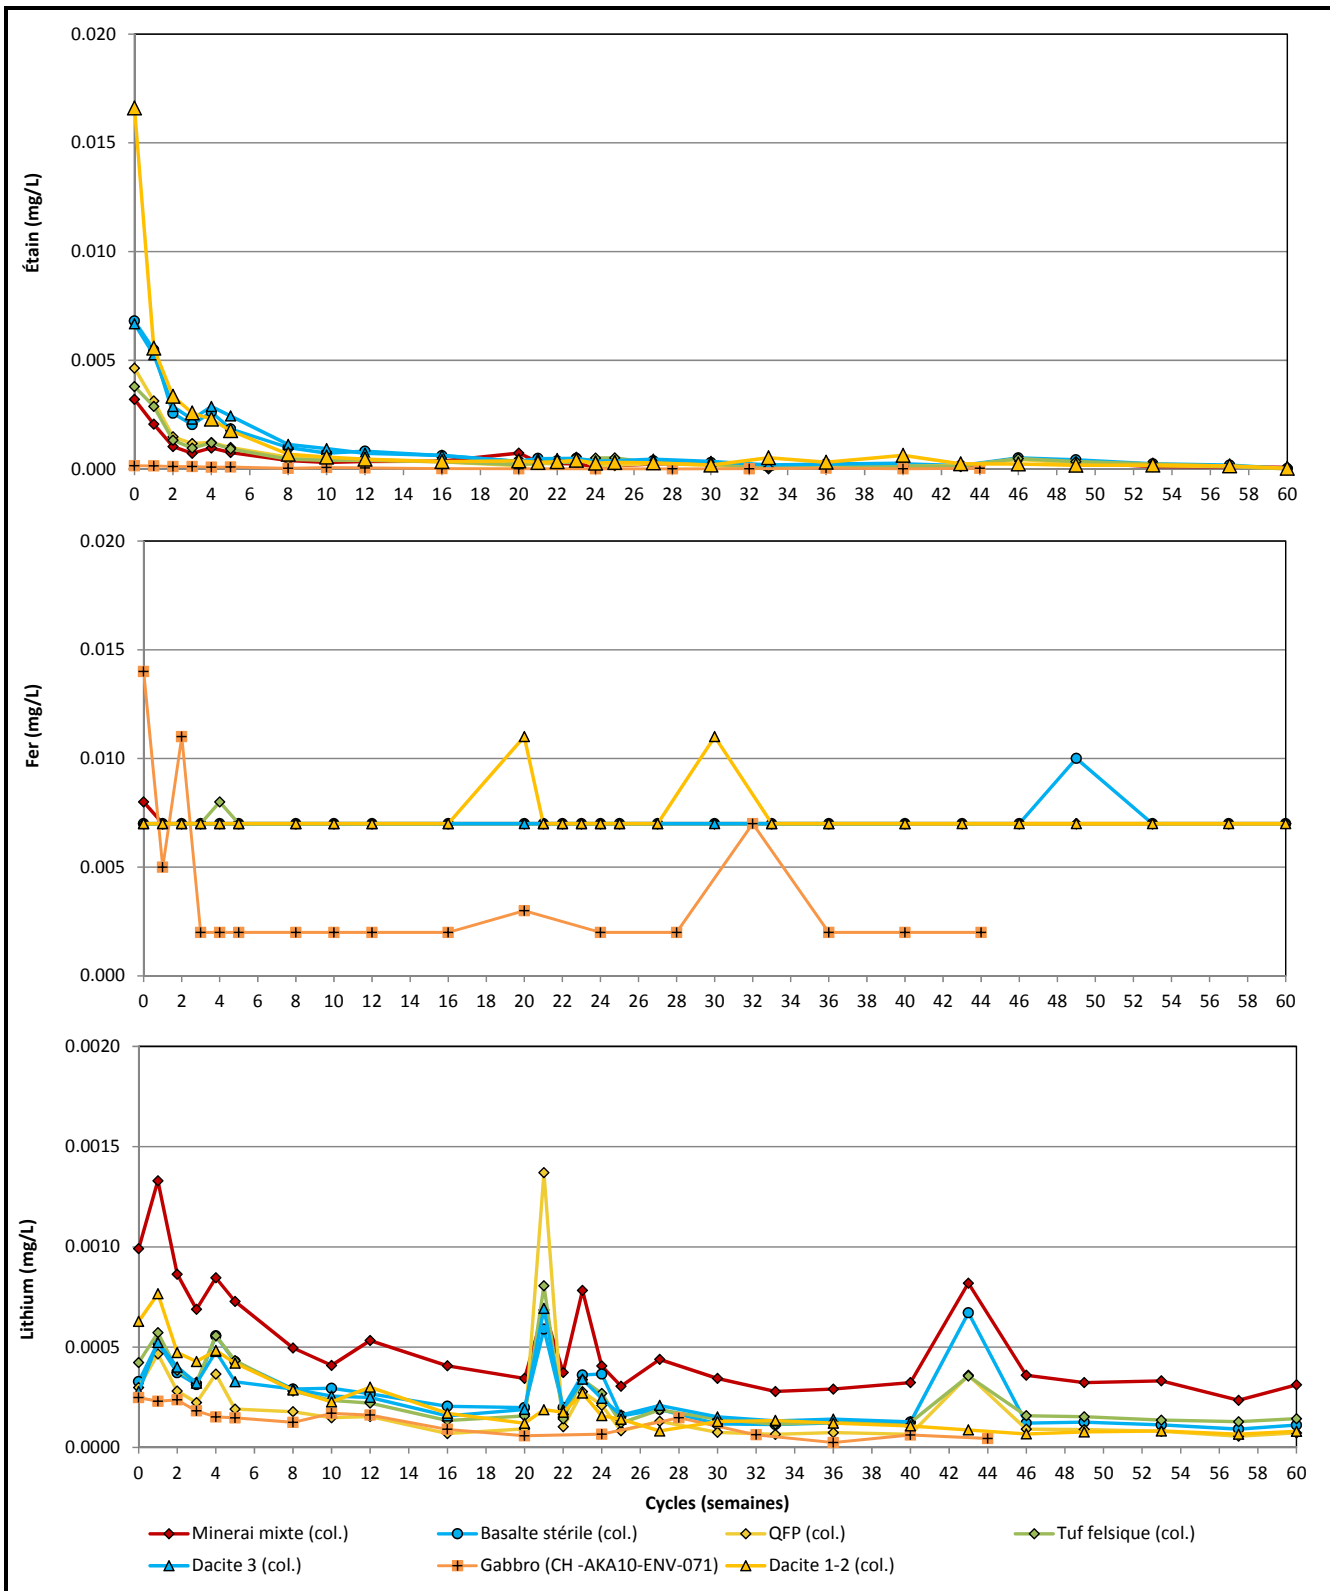 0.020
0.015
0.010
0.005
0.000
Étain (mg/L)
0 2 4 6 8 10 12 14 16 18 20 22 24 26 28 30 32 34 36 38 40 42 44 46 48 50 52 54 56 58 60
0.020
0.015
0.010
0.005
0.000
Fer (mg/L)
0 2 4 6 8 10 12 14 16 18 20 22 24 26 28 30 32 34 36 38 40 42 44 46 48 50 52 54 56 58 60
0.0020
0.0015
0.0010
0.0005
0.0000
Lithium (mg/L)
0 2 4 6 8 10 12 14 16 18 20 22 24 26 28 30 32 34 36 38 40 42 44 46 48 50 52 54 56 58 60
Cycles (semaines)
Minerai mixte (col.) Basalte stérile (col.) QFP (col.) Tuf felsique (col.)
Dacite 3 (col.) Gabbro (CH -AKA10-ENV-071) Dacite 1-2 (col.)